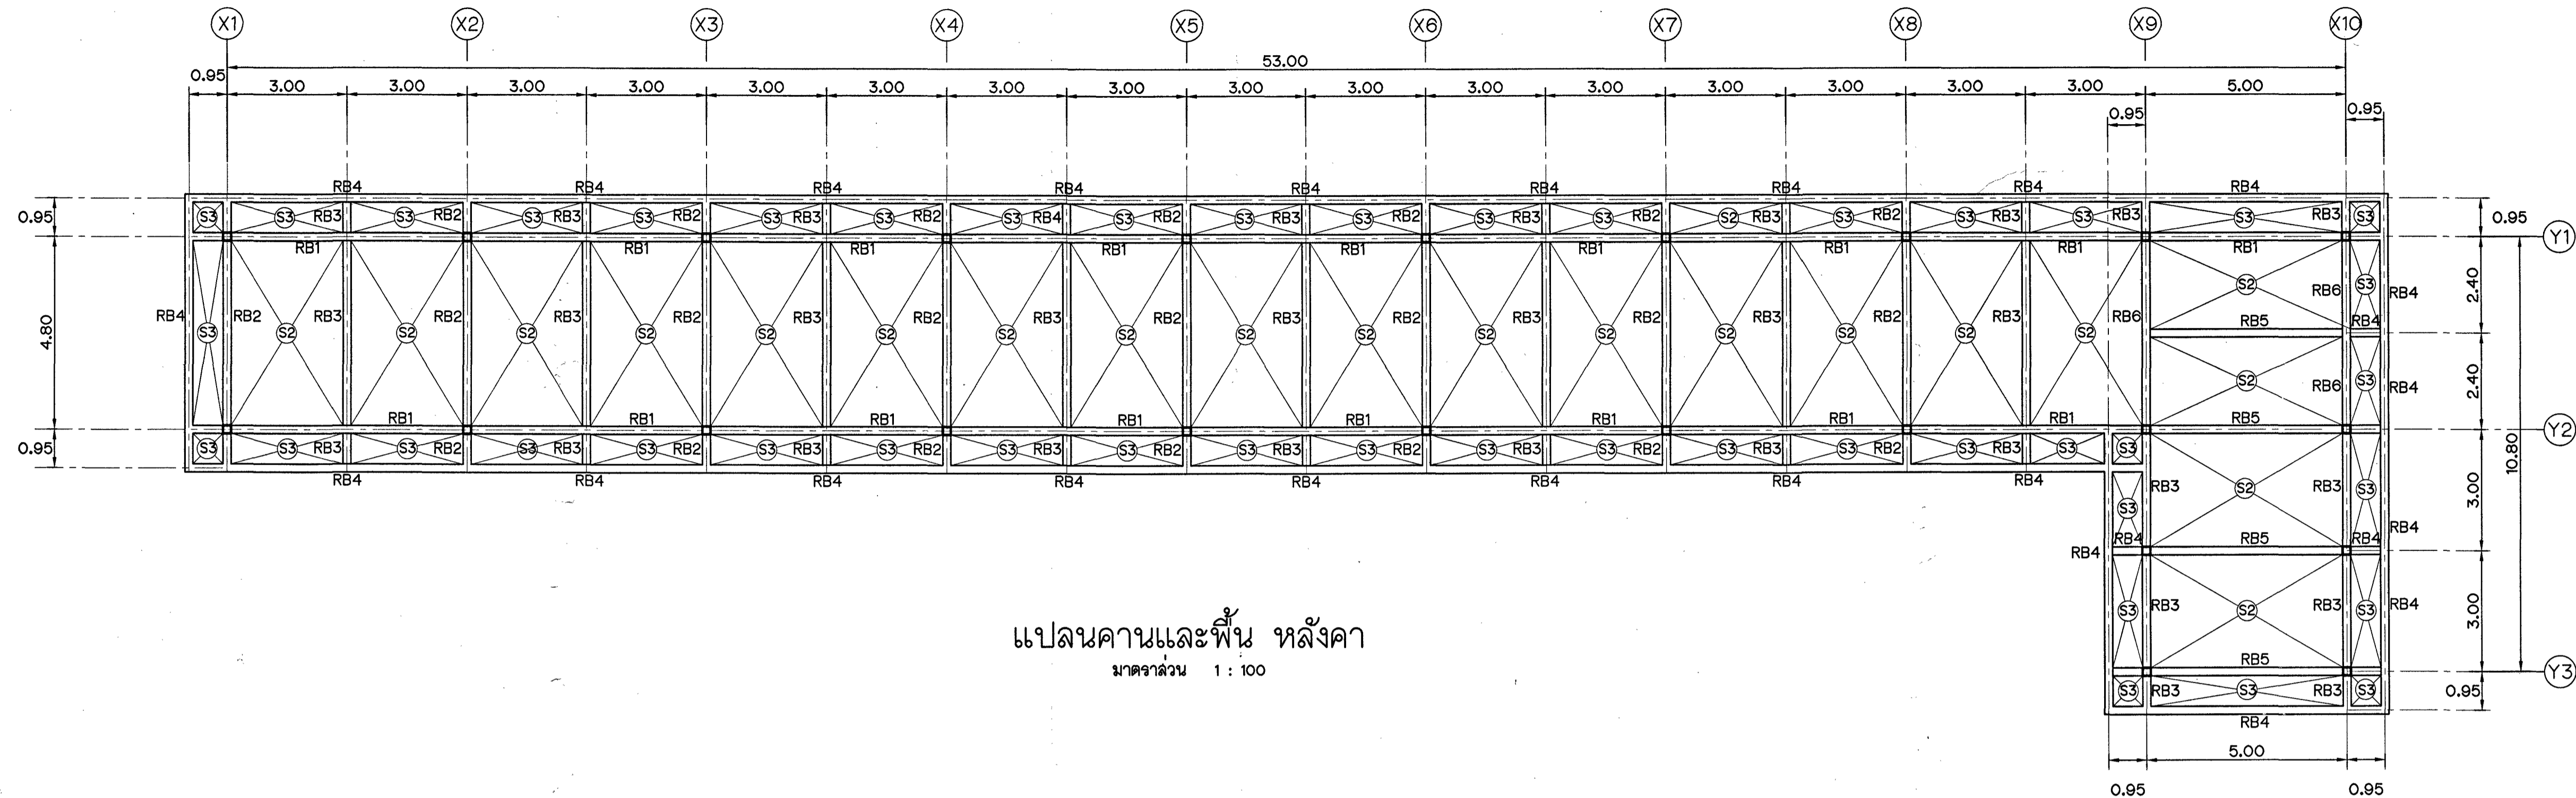 X1 X2 X3 X4 X5 X6 X7 X8 X9 X10
53.00
0.95 3.00 3.00 3.00 3.00 3.00 3.00 3.00 3.00 3.00 3.00 3.00 3.00 3.00 3.00 3.00 3.00 5.00 0.95
0.95
RB4 RB4 RB4 RB4 RB4 RB4 RB4 RB4 RB4
0.95 S3 S3 RB3 S3 RB2 S3 RB3 S3 RB2 S3 RB3 S3 RB2 S3 RB4 S3 RB2 S3 RB3 S3 RB2 S3 RB3 S3 RB2 S2 RB3 S3 RB2 S3 RB3 S3 RB3 S3 RB3 S3 0.95
Y1
RB1 RB1 RB1 RB1 RB1 RB1 RB1 RB1 RB1
S2 RB6 S3 RB4 2.40
4.80 RB4 S3 RB2 S2 RB3 S2 RB2 S2 RB3 S2 RB2 S2 RB3 S2 RB2 S2 RB3 S2 RB2 S2 RB3 S2 RB2 S2 RB3 S2 RB2 S2 RB3 S2 RB2 S2 RB3 S2 RB6 RB5 RB4
S2 RB6 S3 RB4 2.40
RB1 RB1 RB1 RB1 RB1 RB1 RB1 RB1 RB5
Y2
0.95 S3 S3 RB3 S3 RB2 S3 RB3 S3 RB2 S3 RB3 S3 RB2 S3 RB3 S3 RB2 S3 RB3 S3 RB2 S3 RB3 S3 RB2 S3 RB3 S3 RB2 S3 RB3 S3 S3
10.80
RB4 RB4 RB4 RB4 RB4 RB4 RB4 RB4
S3 RB3 S2 RB3 S3 RB4 3.00
RB4 RB4 RB5 RB4
S3 RB3 S2 RB3 S3 RB4 3.00
แปลนคานและพื้น หลังคา
มาตราส่วน 1 : 100
RB5
Y3
S3 RB3 S3 RB3 S3 0.95
RB4
5.00
0.95 0.95